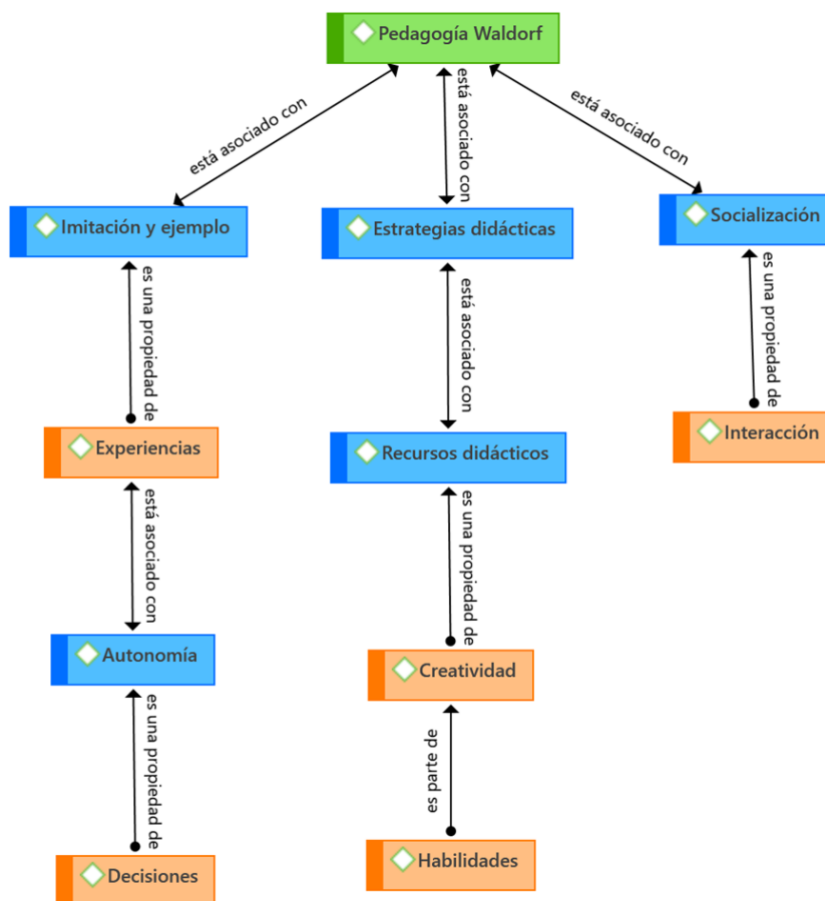 Pedagogía Waldorf
está asociado con
está asociado con
está asociado con
Imitación y ejemplo
Estrategias didácticas
Socialización
es una propiedad de
está asociado con
es una propiedad de
Experiencias
Recursos didácticos
Interacción
está asociado con
es una propiedad de
Autonomía
Creatividad
es una propiedad de
es parte de
Decisiones
Habilidades